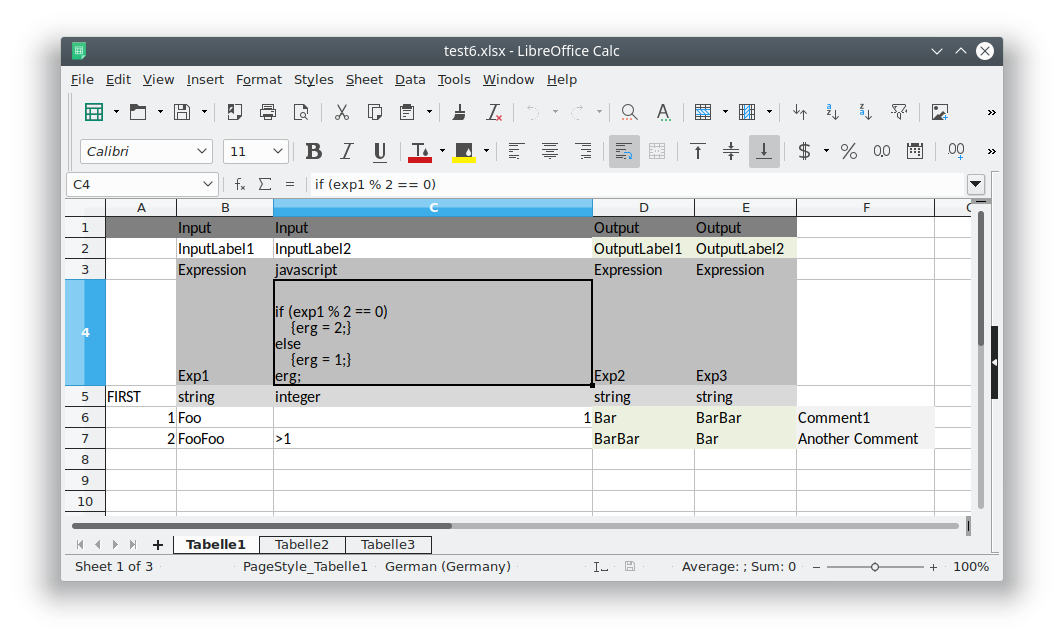 test6.xlsx - LibreOffice Calc
File Edit View Insert Format Styles Sheet Data Tools Window Help
Calibri 11
C4 if (exp1 % 2 == 0)
A B C D E F
1 Input Input Output Output
2 InputLabel1 InputLabel2 OutputLabel1 OutputLabel2
3 Expression javascript Expression Expression
4
if (exp1 % 2 == 0)
{erg = 2;}
else
{erg = 1;}
Exp1 erg; Exp2 Exp3
5 FIRST string integer string string
6 1 Foo 1 Bar BarBar Comment1
7 2 FooFoo >1 BarBar Bar Another Comment
8
9
10
Tabelle1 Tabelle2 Tabelle3
Sheet 1 of 3 PageStyle_Tabelle1 German (Germany) Average: ; Sum: 0 100%